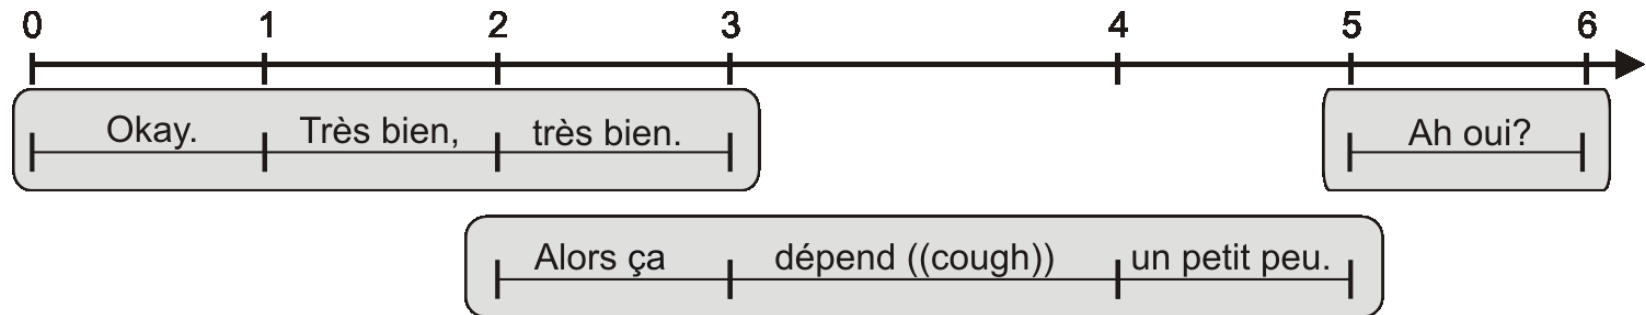 0 1 2 3 4 5 6
Okay. Très bien, très bien. Ah oui?
Alors ça dépend ((cough)) un petit peu.